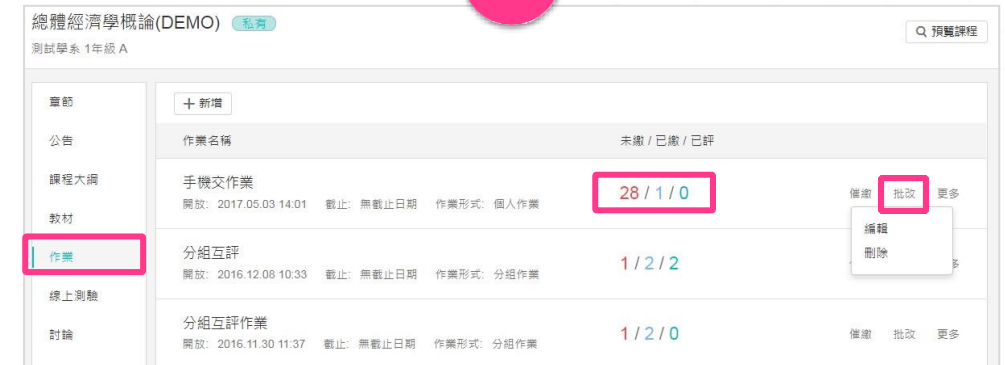 總體經濟學概論(DEMO) 私有
測試學系 1年級 A
預覽課程
章節
公告
課程大綱
教材
作業
線上測驗
討論
＋新增
作業名稱 未繳 / 已繳 / 已評
手機交作業 28 / 1 / 0 催繳 批改 更多
開放: 2017.05.03 14:01 截止: 無截止日期 作業形式: 個人作業
編輯
刪除
分組互評 1 / 2 / 2
開放: 2016.12.08 10:33 截止: 無截止日期 作業形式: 分組作業
分組互評作業 1 / 2 / 0 催繳 批改 更多
開放: 2016.11.30 11:37 截止: 無截止日期 作業形式: 分組作業